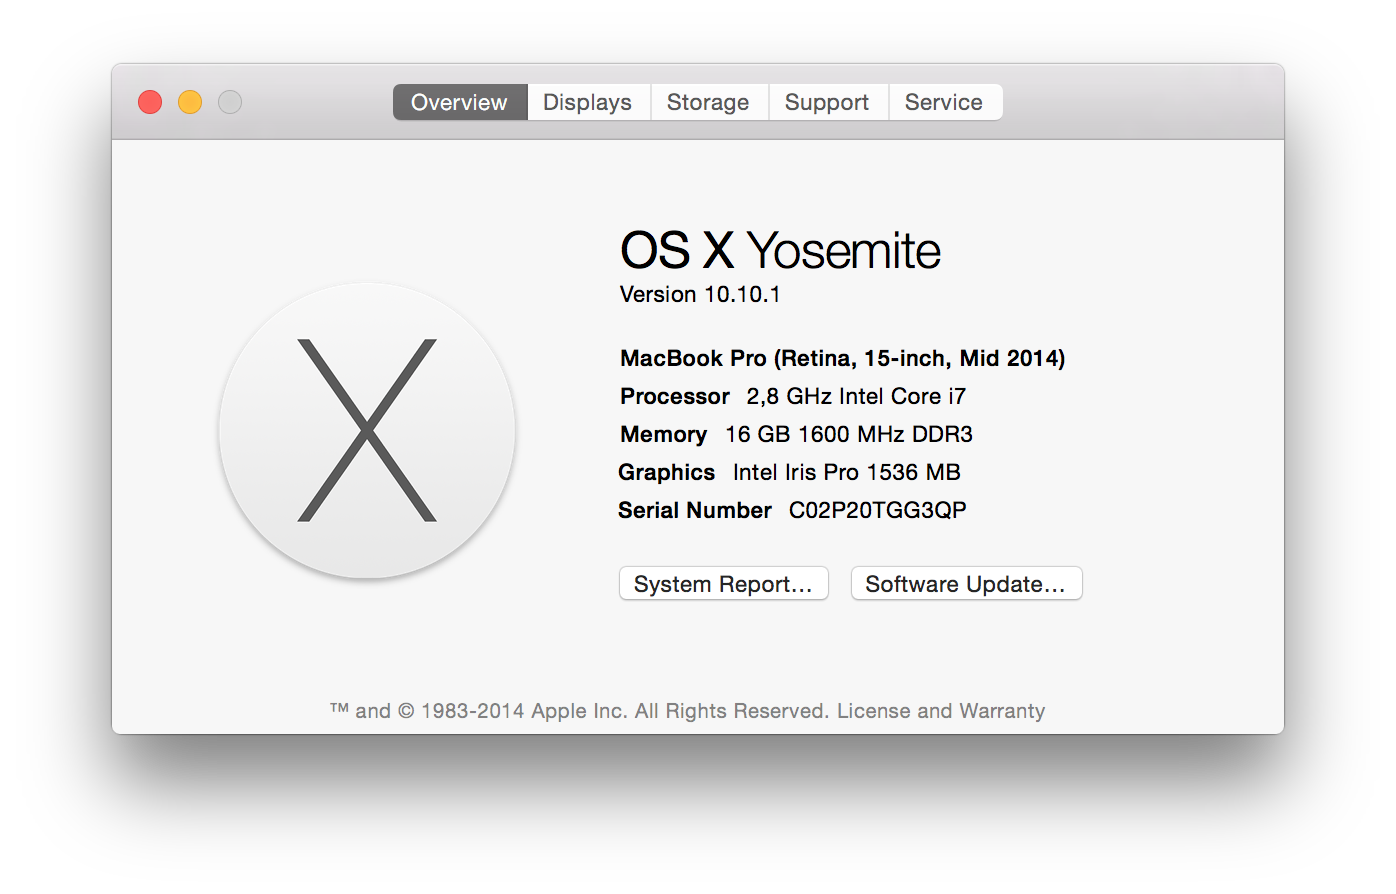 Overview Displays Storage Support Service
OS X Yosemite
Version 10.10.1
MacBook Pro (Retina, 15-inch, Mid 2014)
Processor 2,8 GHz Intel Core i7
Memory 16 GB 1600 MHz DDR3
Graphics Intel Iris Pro 1536 MB
Serial Number C02P20TGG3QP
System Report... Software Update...
™ and © 1983-2014 Apple Inc. All Rights Reserved. License and Warranty